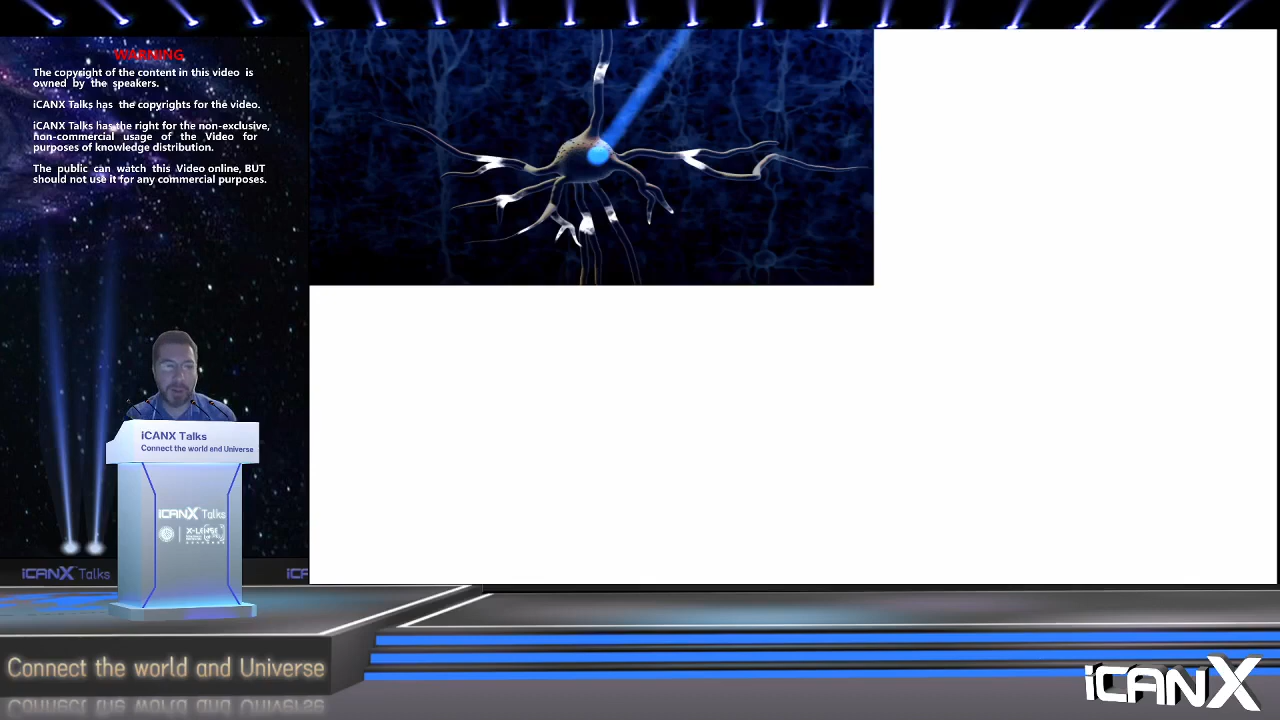 WARNING
The copyright of the content in this video is
owned by the speakers.
iCANX Talks has the copyrights for the video.
iCANX Talks has the right for the non-exclusive,
non-commercial usage of the Video for
purposes of knowledge distribution.
The public can watch this Video online, BUT
should not use it for any commercial purposes.
iCANX Talks
Connect the world and Universe
iCANX Talks
X-LENSE
iCANX Talks
iCA
Connect the world and Universe
iCANX